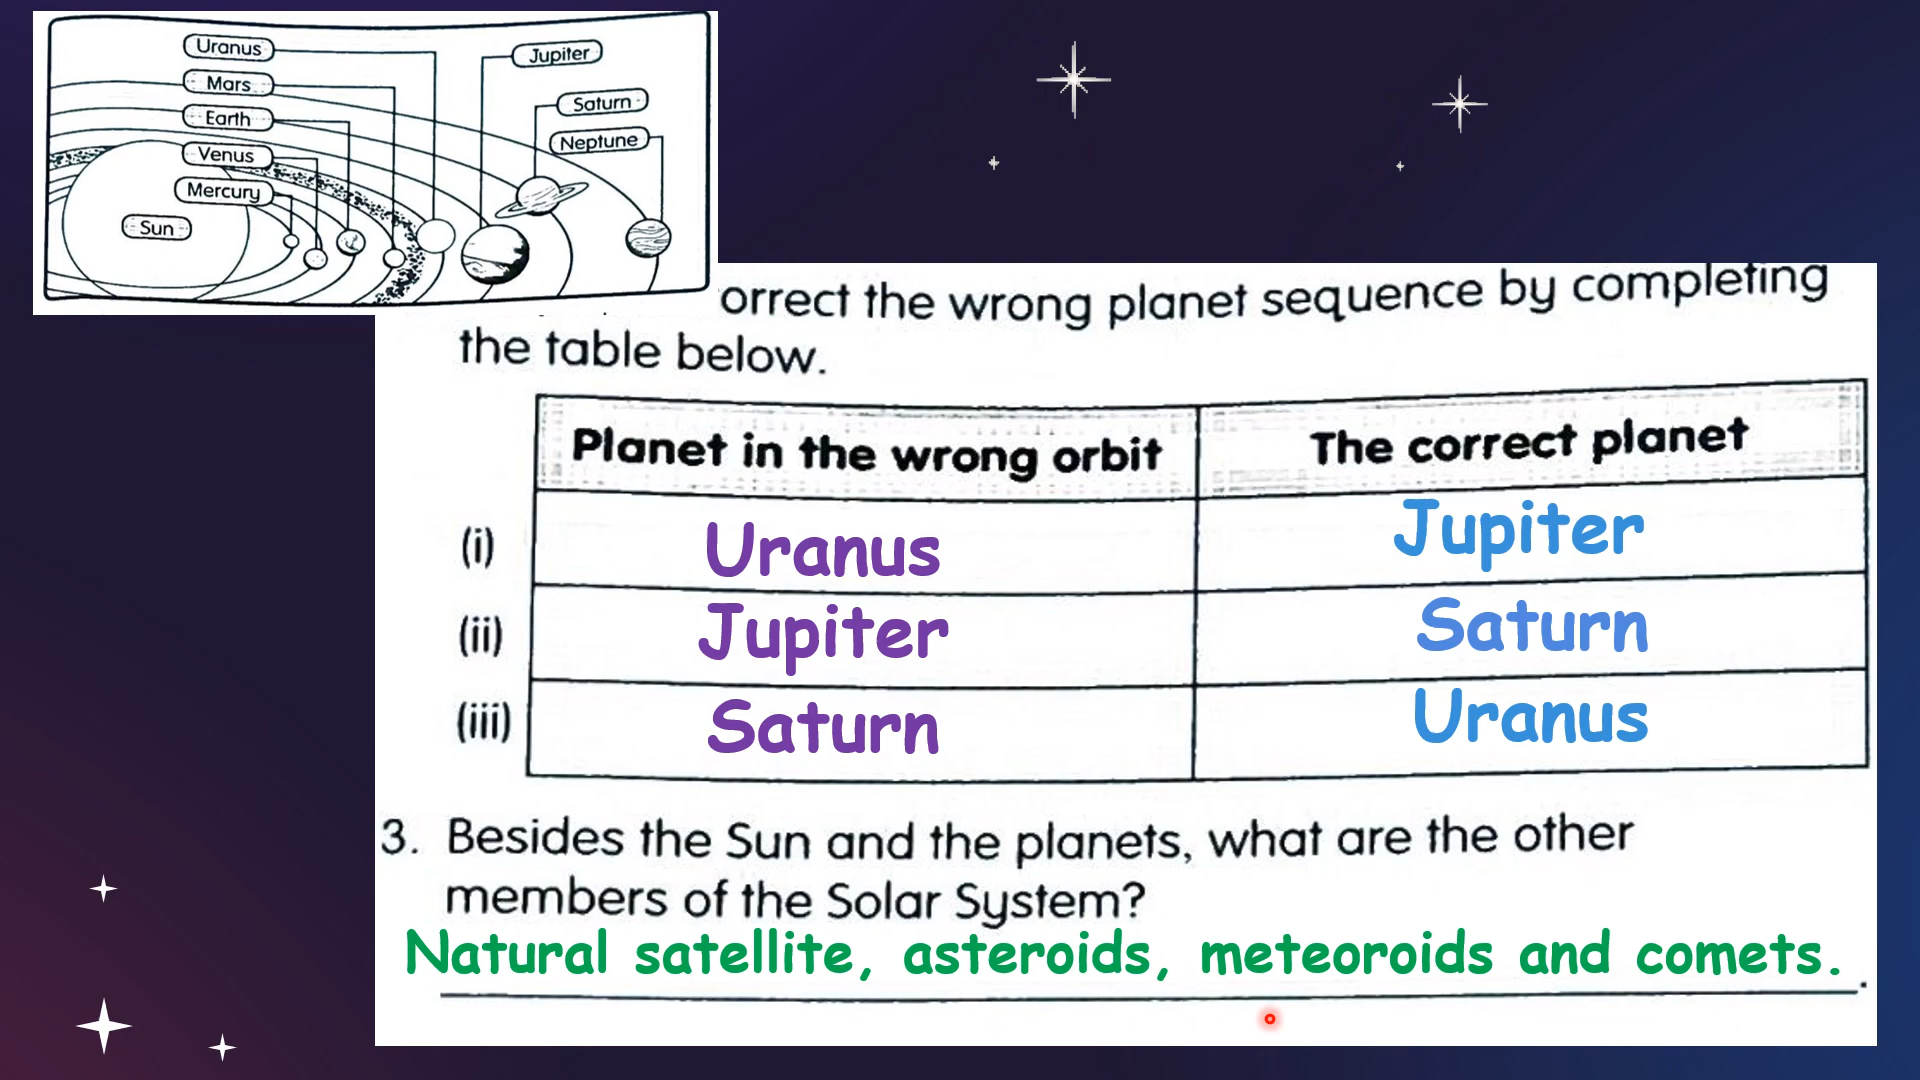 Uranus
Mars
Earth
Venus
Mercury
Sun
Jupiter
Saturn
Neptune
orrect the wrong planet sequence by completing
the table below.
Planet in the wrong orbit The correct planet
(i) Uranus Jupiter
(ii) Jupiter Saturn
(iii) Saturn Uranus
3. Besides the Sun and the planets, what are the other
members of the Solar System?
Natural satellite, asteroids, meteoroids and comets.
.